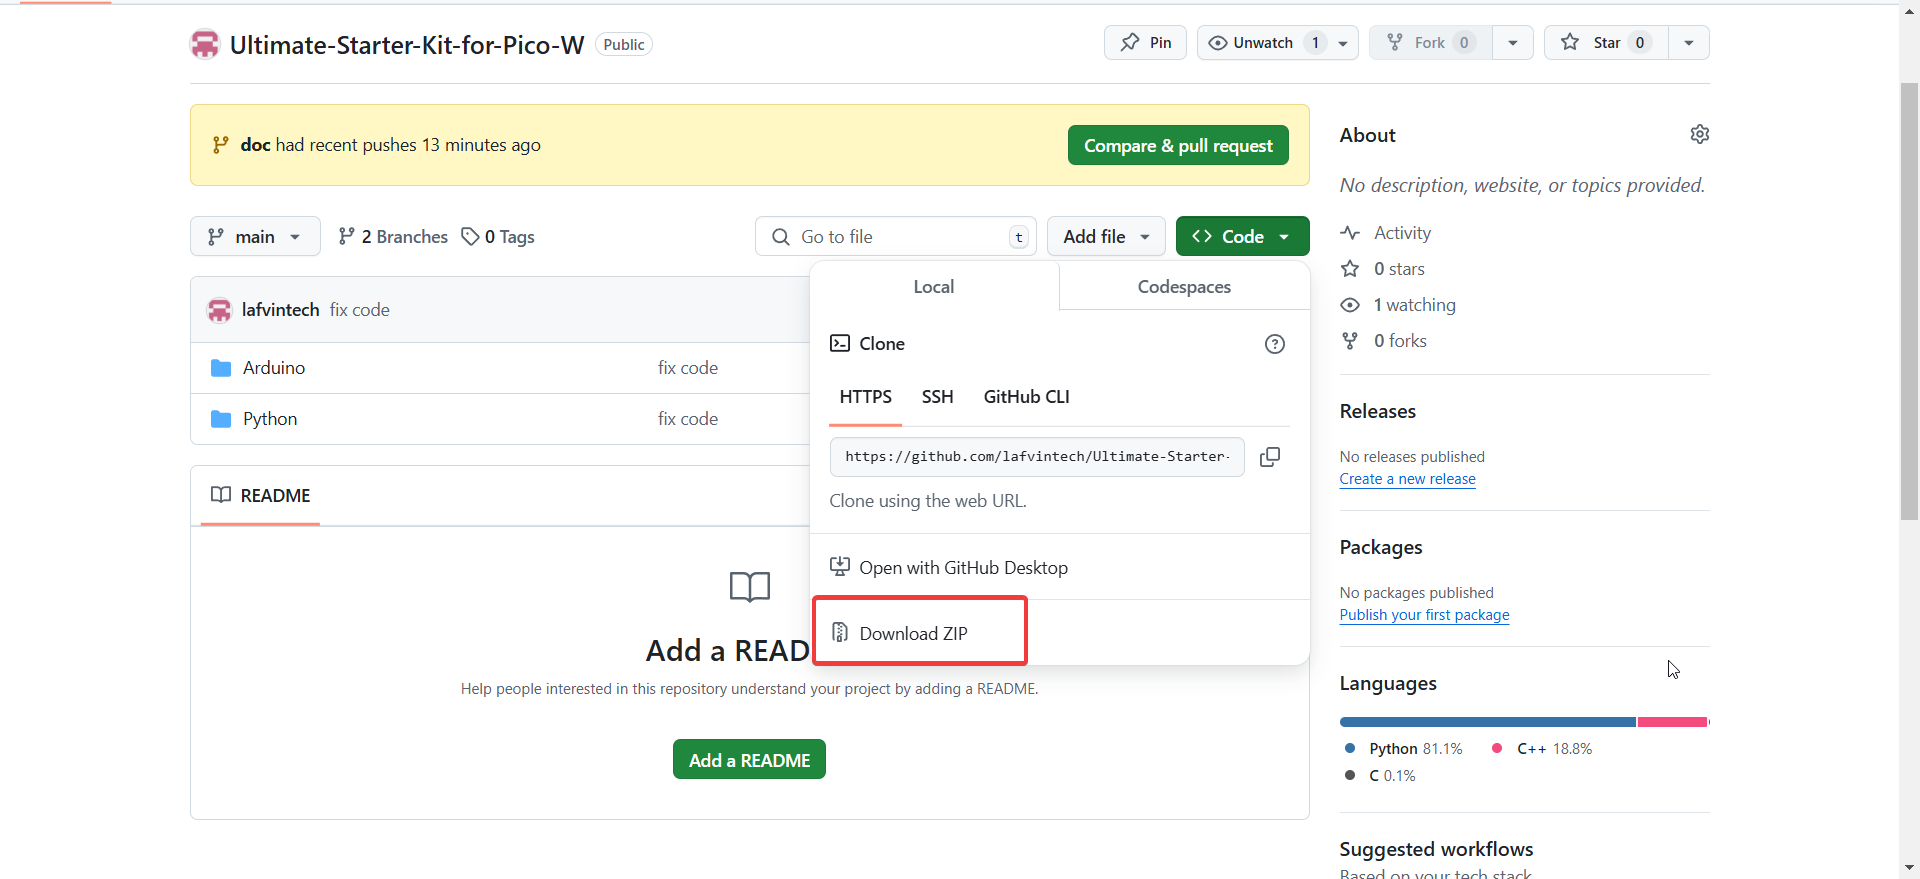 Ultimate-Starter-Kit-for-Pico-W Public
Pin
Unwatch 1
Fork 0
Star 0
doc had recent pushes 13 minutes ago
Compare & pull request
main
2 Branches
0 Tags
Go to file t
Add file
Code
lafvintech fix code
Arduino fix code
Python fix code
README
Add a READ
Help people interested in this repository understand your project by adding a README.
Add a README
Local
Codespaces
Clone
HTTPS SSH GitHub CLI
https://github.com/lafvintech/Ultimate-Starter-
Clone using the web URL.
Open with GitHub Desktop
Download ZIP
About
No description, website, or topics provided.
Activity
0 stars
1 watching
0 forks
Releases
No releases published
Create a new release
Packages
No packages published
Publish your first package
Languages
Python 81.1% C++ 18.8%
C 0.1%
Suggested workflows
Based on your tech stack